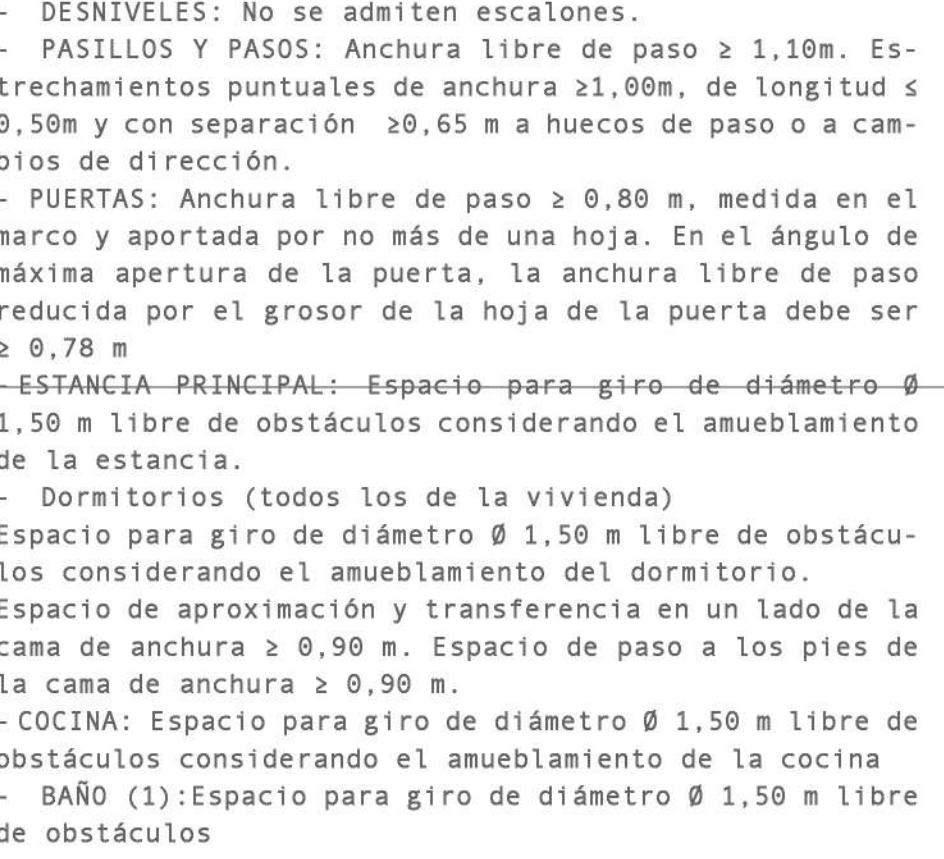 - DESNIVELES: No se admiten escalones.
- PASILLOS Y PASOS: Anchura libre de paso ≥ 1,10m. Es-
trechamientos puntuales de anchura ≥1,00m, de longitud ≤
0,50m y con separación ≥0,65 m a huecos de paso o a cam-
bios de dirección.
- PUERTAS: Anchura libre de paso ≥ 0,80 m, medida en el
marco y aportada por no más de una hoja. En el ángulo de
máxima apertura de la puerta, la anchura libre de paso
reducida por el grosor de la hoja de la puerta debe ser
≥ 0,78 m
- ESTANCIA PRINCIPAL: Espacio para giro de diámetro Ø
1,50 m libre de obstáculos considerando el amueblamiento
de la estancia.
- Dormitorios (todos los de la vivienda)
Espacio para giro de diámetro Ø 1,50 m libre de obstácu-
los considerando el amueblamiento del dormitorio.
Espacio de aproximación y transferencia en un lado de la
cama de anchura ≥ 0,90 m. Espacio de paso a los pies de
la cama de anchura ≥ 0,90 m.
- COCINA: Espacio para giro de diámetro Ø 1,50 m libre de
obstáculos considerando el amueblamiento de la cocina
- BAÑO (1):Espacio para giro de diámetro Ø 1,50 m libre
de obstáculos